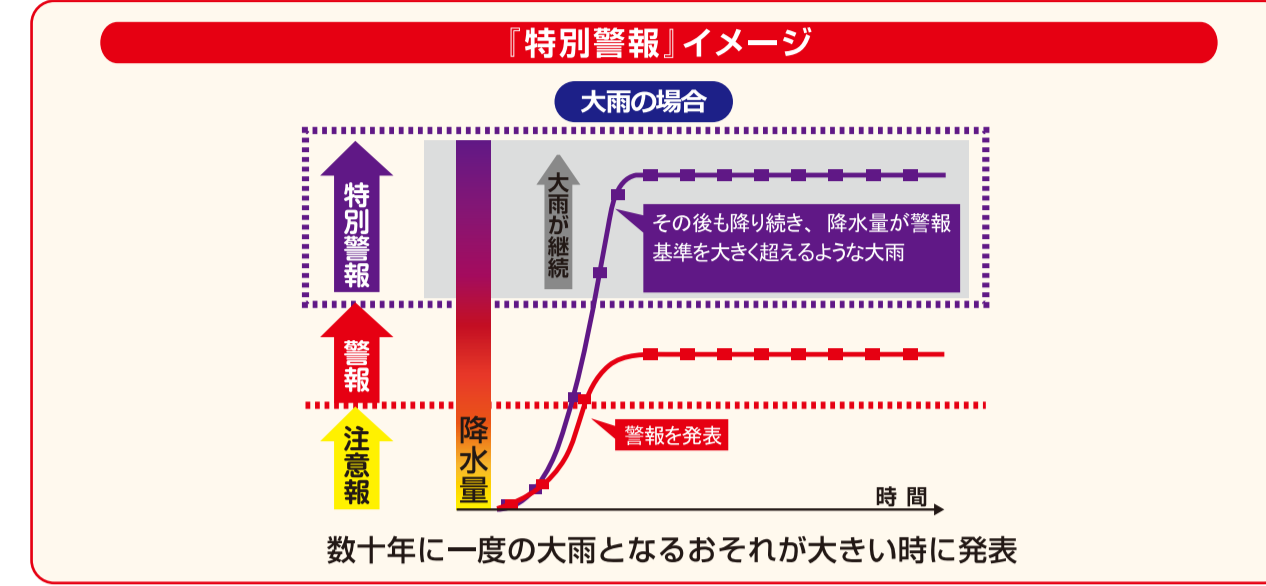 『特別警報』イメージ
大雨の場合
特別警報
大雨が継続
その後も降り続き、降水量が警報
基準を大きく超えるような大雨
警報
警報を発表
注意報
降水量
時間
数十年に一度の大雨となるおそれが大きい時に発表